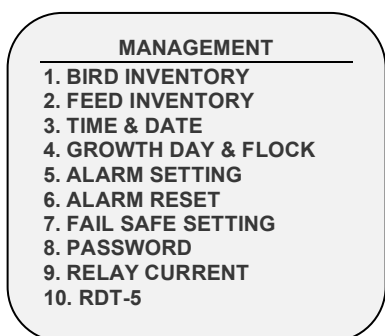 MANAGEMENT
1. BIRD INVENTORY
2. FEED INVENTORY
3. TIME & DATE
4. GROWTH DAY & FLOCK
5. ALARM SETTING
6. ALARM RESET
7. FAIL SAFE SETTING
8. PASSWORD
9. RELAY CURRENT
10. RDT-5